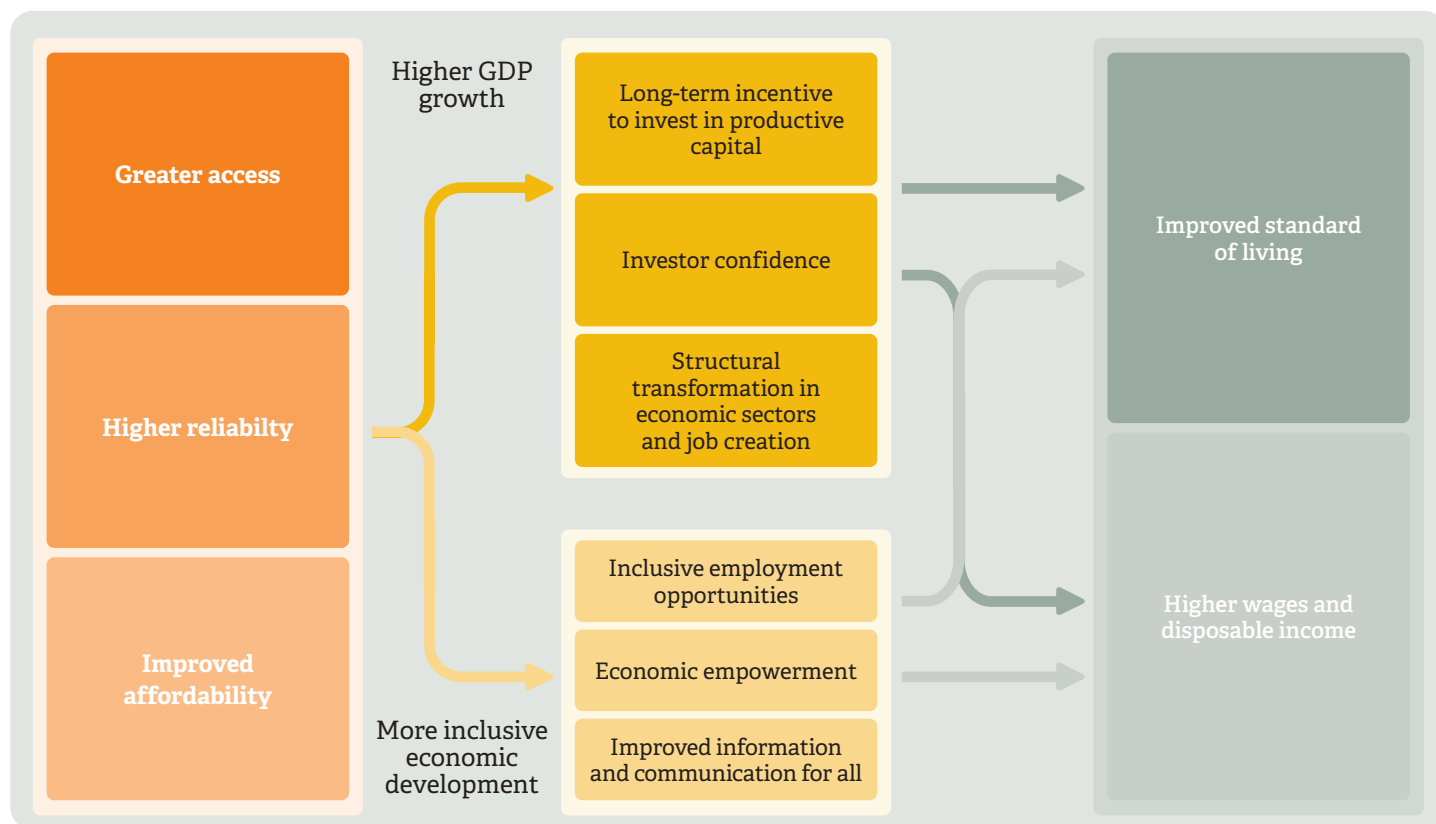 Greater access
Higher reliabilty
Improved
affordability
Higher GDP
growth
More inclusive
economic
development
Long-term incentive
to invest in productive
capital
Investor confidence
Structural
transformation in
economic sectors
and job creation
Inclusive employment
opportunities
Economic empowerment
Improved information
and communication for all
Improved standard
of living
Higher wages and
disposable income